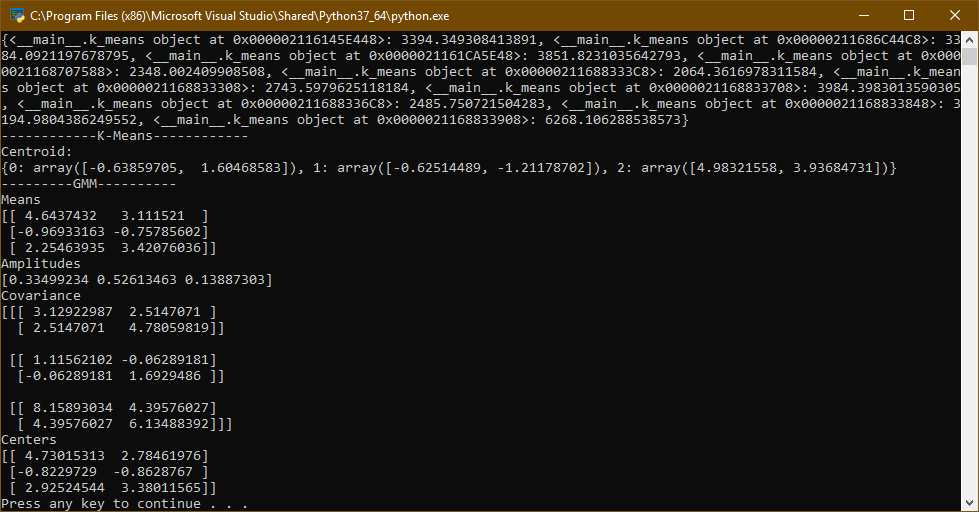 C:\Program Files (x86)\Microsoft Visual Studio\Shared\Python37_64\python.exe
{<__main__.k_means object at 0x000002116145E448>: 3394.349308413891, <__main__.k_means object at 0x00000211686C44C8>: 33
84.0921197678795, <__main__.k_means object at 0x0000021161CA5E48>: 3851.8231035642793, <__main__.k_means object at 0x000
0021168707588>: 2348.002409908508, <__main__.k_means object at 0x00000211688333C8>: 2064.3616978311584, <__main__.k_mean
s object at 0x0000021168833308>: 2743.5979625118184, <__main__.k_means object at 0x0000021168833708>: 3984.3983013590305
, <__main__.k_means object at 0x00000211688336C8>: 2485.750721504283, <__main__.k_means object at 0x0000021168833848>: 3
194.9804386249552, <__main__.k_means object at 0x0000021168833908>: 6268.106288538573}
------------K-Means------------
Centroid:
{0: array([-0.63859705,  1.60468583]), 1: array([-0.62514489, -1.21178702]), 2: array([4.98321558, 3.93684731])}
---------GMM----------
Means
[[ 4.6437432   3.111521  ]
 [-0.96933163 -0.75785602]
 [ 2.25463935  3.42076036]]
Amplitudes
[0.33499234 0.52613463 0.13887303]
Covariance
[[[ 3.12922987  2.5147071 ]
  [ 2.5147071   4.78059819]]
 [[ 1.11562102 -0.06289181]
  [-0.06289181  1.6929486 ]]
 [[ 8.15893034  4.39576027]
  [ 4.39576027  6.13488392]]]
Centers
[[ 4.73015313  2.78461976]
 [-0.8229729  -0.8628767 ]
 [ 2.92524544  3.38011565]]
Press any key to continue . . .